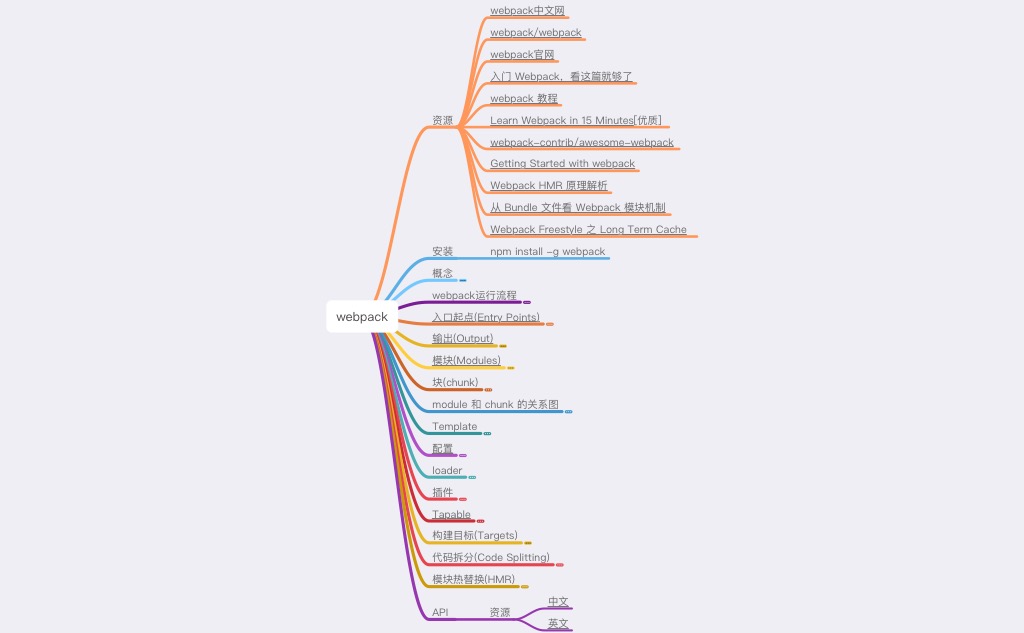 webpack中文网
webpack/webpack
webpack官网
入门 Webpack，看这篇就够了
webpack 教程
资源
Learn Webpack in 15 Minutes[优质]
webpack-contrib/awesome-webpack
Getting Started with webpack
Webpack HMR 原理解析
从 Bundle 文件看 Webpack 模块机制
Webpack Freestyle 之 Long Term Cache
安装
npm install -g webpack
概念
webpack运行流程
webpack
入口起点(Entry Points)
输出(Output)
模块(Modules)
块(chunk)
module 和 chunk 的关系图
Template
配置
loader
插件
Tapable
构建目标(Targets)
代码拆分(Code Splitting)
模块热替换(HMR)
API
资源
中文
英文